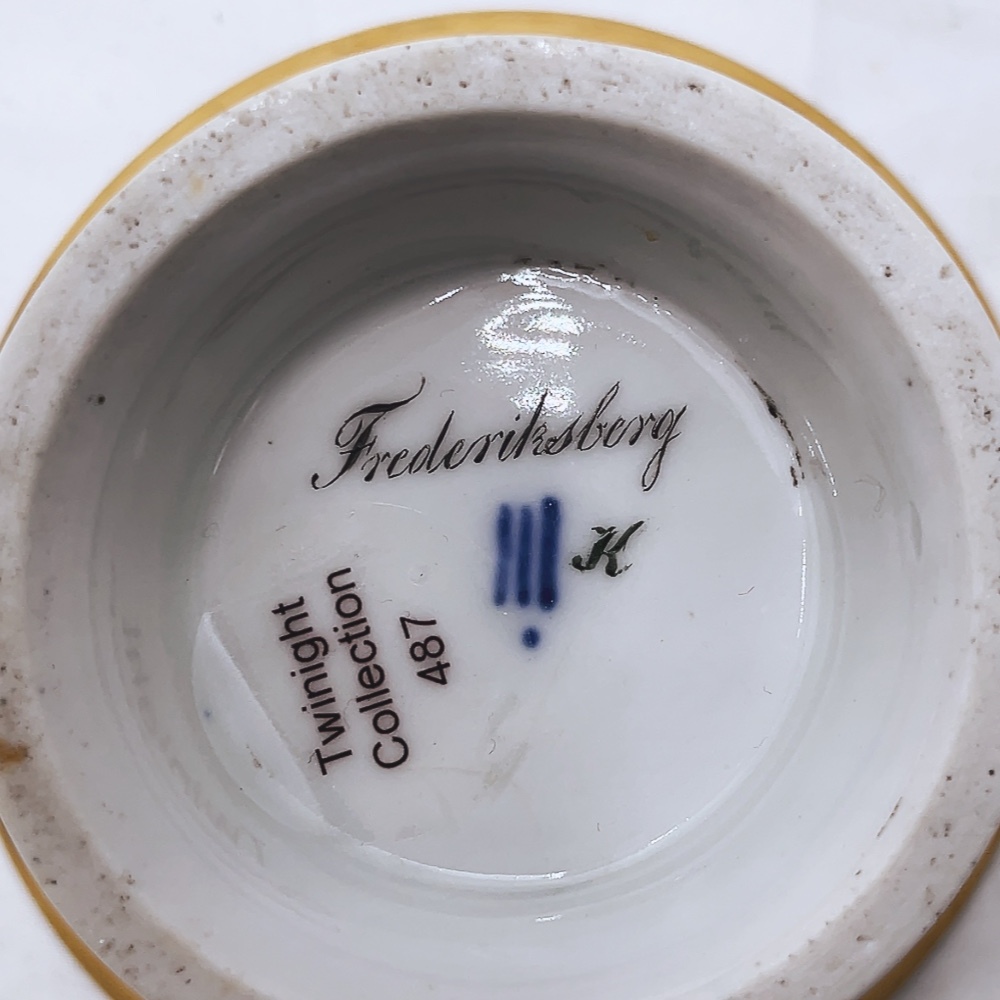 Frederiksberg
K
Twinight
Collection
487